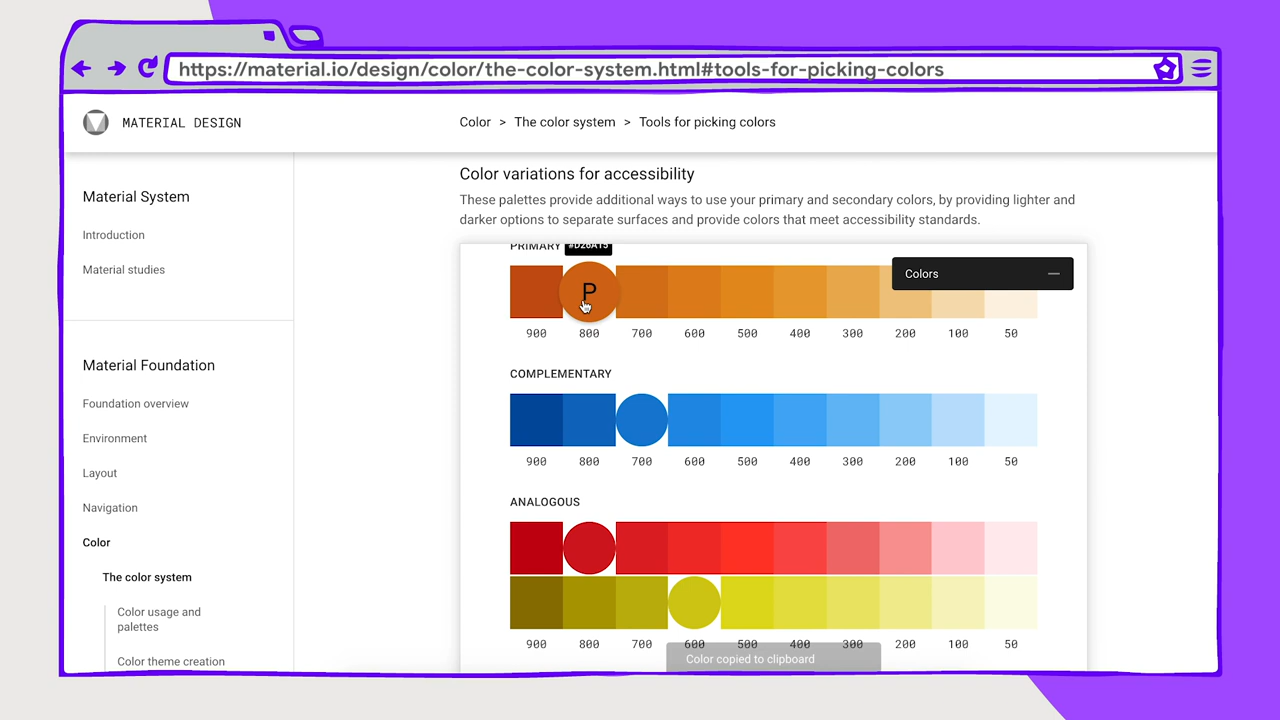 https://material.io/design/color/the-color-system.html#tools-for-picking-colors
MATERIAL DESIGN
Color > The color system > Tools for picking colors
Material System
Introduction
Material studies
Material Foundation
Foundation overview
Environment
Layout
Navigation
Color
The color system
Color usage and
palettes
Color theme creation
Color variations for accessibility
These palettes provide additional ways to use your primary and secondary colors, by providing lighter and
darker options to separate surfaces and provide colors that meet accessibility standards.
PRIMARY
Colors
P
900 800 700 600 500 400 300 200 100 50
COMPLEMENTARY
900 800 700 600 500 400 300 200 100 50
ANALOGOUS
900 800 700 600 500 400 300 200 100 50
Color copied to clipboard